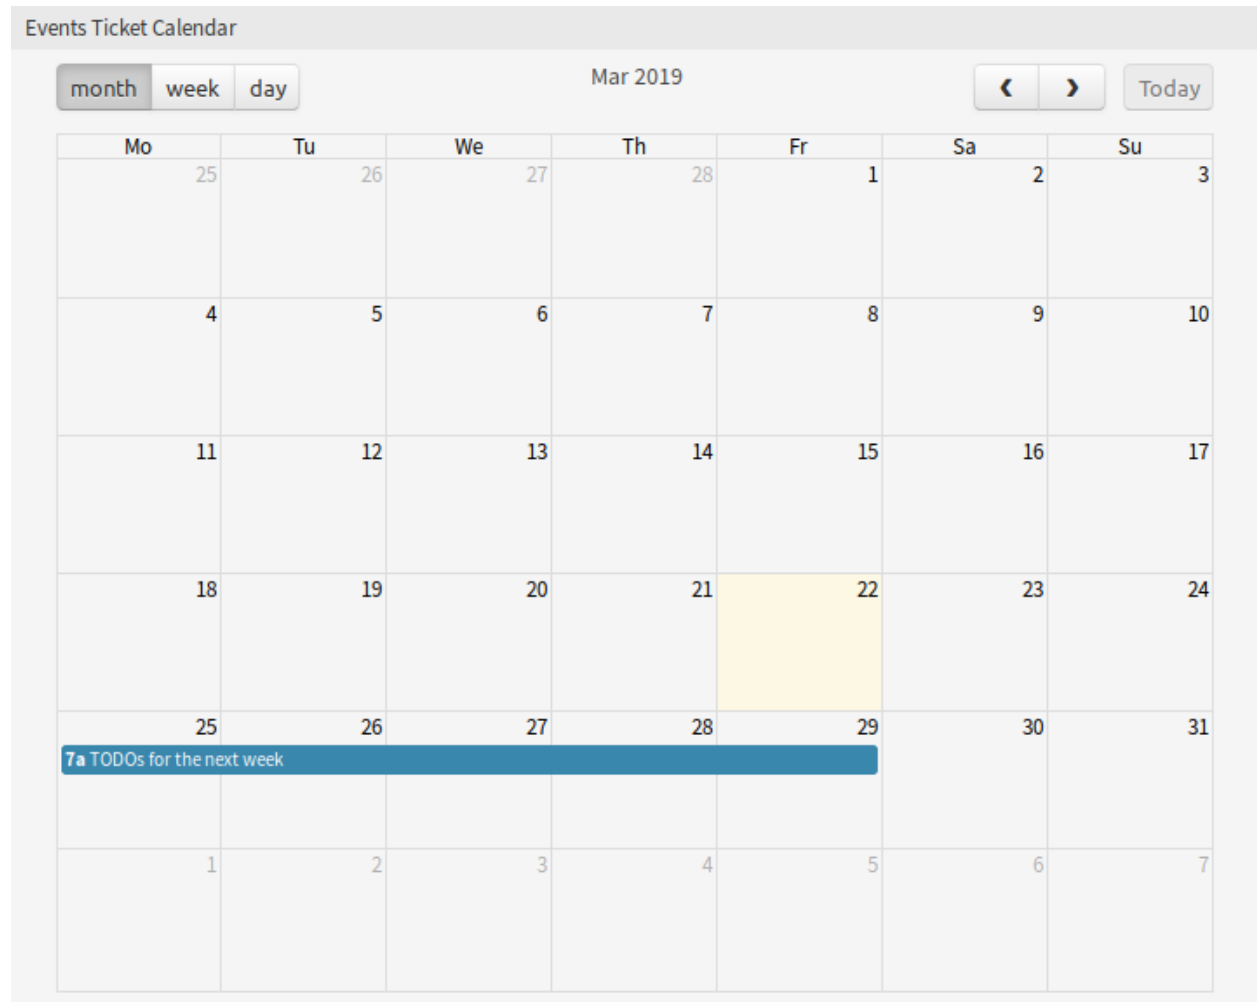 Events Ticket Calendar
month week day Mar 2019 ‹ › Today
Mo Tu We Th Fr Sa Su
25 26 27 28 1 2 3
4 5 6 7 8 9 10
11 12 13 14 15 16 17
18 19 20 21 22 23 24
25 26 27 28 29 30 31
7a TODOs for the next week
1 2 3 4 5 6 7